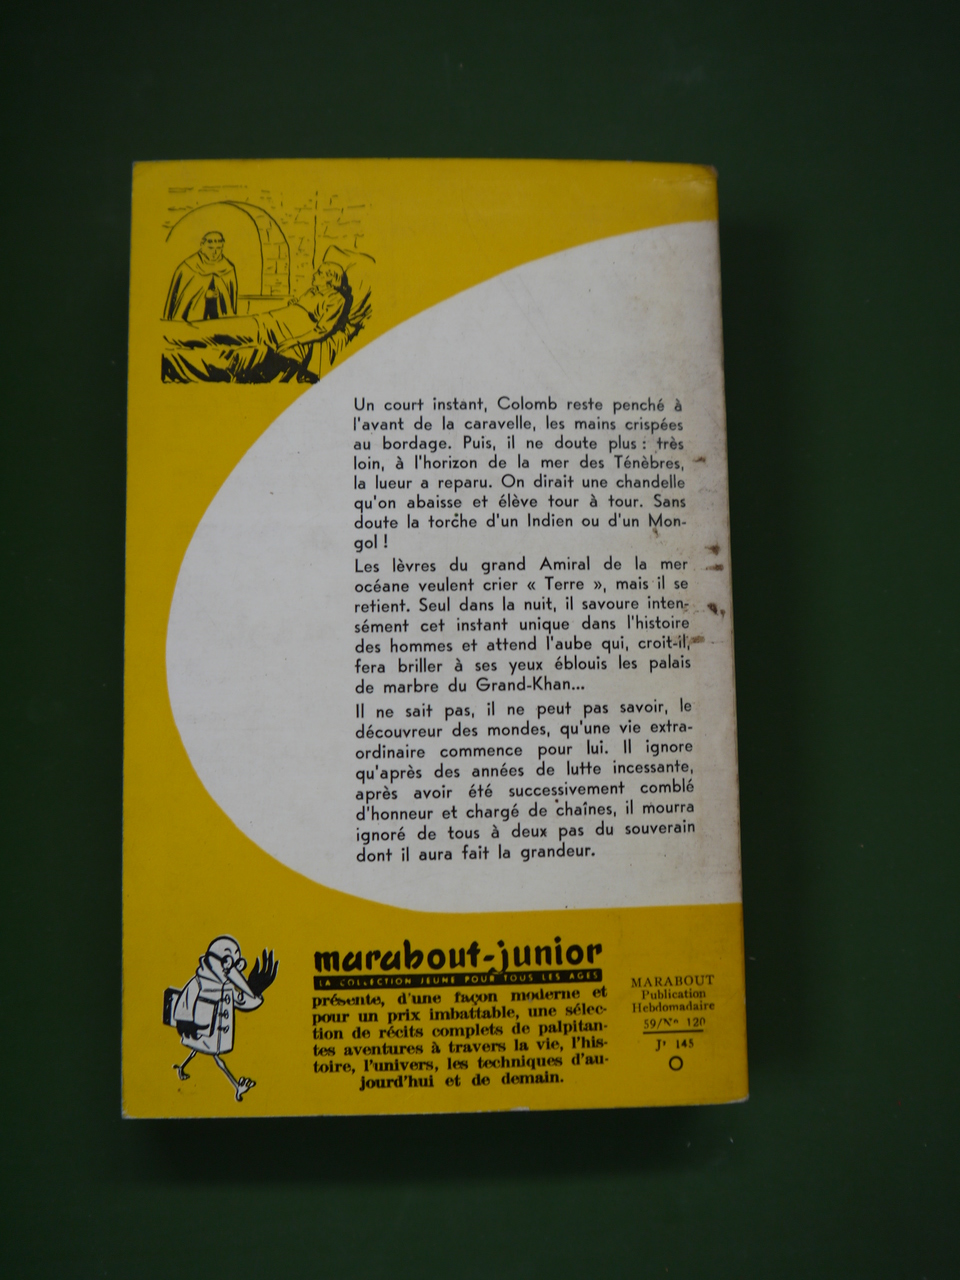 Un court instant, Colomb reste penché à
l'avant de la caravelle, les mains crispées
au bordage. Puis, il ne doute plus : très
loin, à l'horizon de la mer des Ténèbres,
la lueur a reparu. On dirait une chandelle
qu'on abaisse et élève tour à tour. Sans
doute la torche d'un Indien ou d'un Mon-
gol !
Les lèvres du grand Amiral de la mer
océane veulent crier « Terre », mais il se
retient. Seul dans la nuit, il savoure inten-
sément cet instant unique dans l'histoire
des hommes et attend l'aube qui, croit-il,
fera briller à ses yeux éblouis les palais
de marbre du Grand-Khan...
Il ne sait pas, il ne peut pas savoir, le
découvreur des mondes, qu'une vie extra-
ordinaire commence pour lui. Il ignore
qu'après des années de lutte incessante,
après avoir été successivement comblé
d'honneur et chargé de chaînes, il mourra
ignoré de tous à deux pas du souverain
dont il aura fait la grandeur.
marabout-junior
LA COLLECTION JEUNE POUR TOUS LES AGES
présente, d'une façon moderne et
pour un prix imbattable, une sélec-
tion de récits complets de palpitan-
tes aventures à travers la vie, l'his-
toire, l'univers, les techniques d'au-
jourd'hui et de demain.
MARABOUT
Publication
Hebdomadaire
59/N° 120
Jr 145